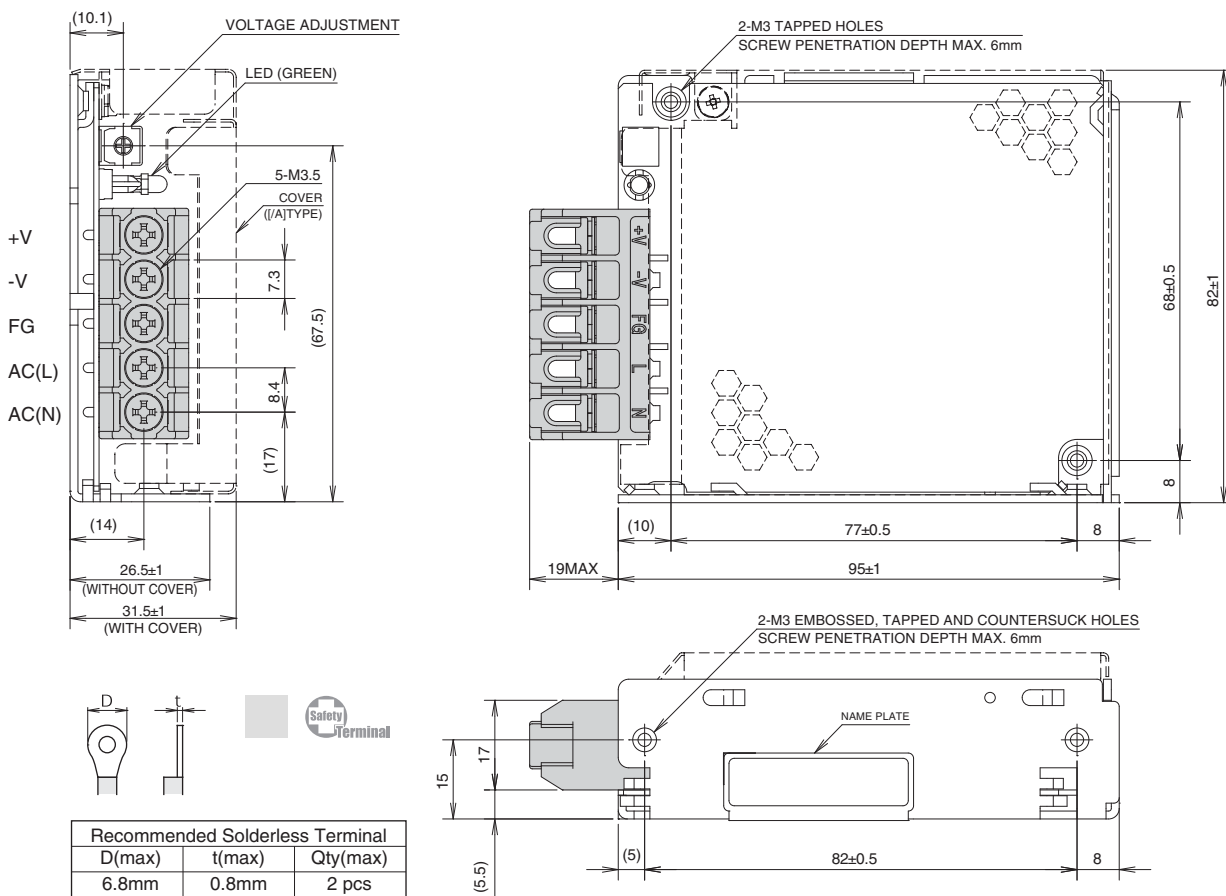 (10.1)
VOLTAGE ADJUSTMENT
LED (GREEN)
5-M3.5
COVER
([/A]TYPE)
+V
-V
FG
AC(L)
AC(N)
7.3
8.4
(67.5)
(17)
(14)
26.5±1
(WITHOUT COVER)
31.5±1
(WITH COVER)
2-M3 TAPPED HOLES
SCREW PENETRATION DEPTH MAX. 6mm
+V
-V
FG
L
N
68±0.5
82±1
8
(10)
77±0.5
8
19MAX
95±1
2-M3 EMBOSSED, TAPPED AND COUNTERSUCK HOLES
SCREW PENETRATION DEPTH MAX. 6mm
NAME PLATE
17
15
(5.5)
(5)
82±0.5
8
D
t
Safety
Terminal
Recommended Solderless Terminal
D(max) t(max) Qty(max)
6.8mm 0.8mm 2 pcs